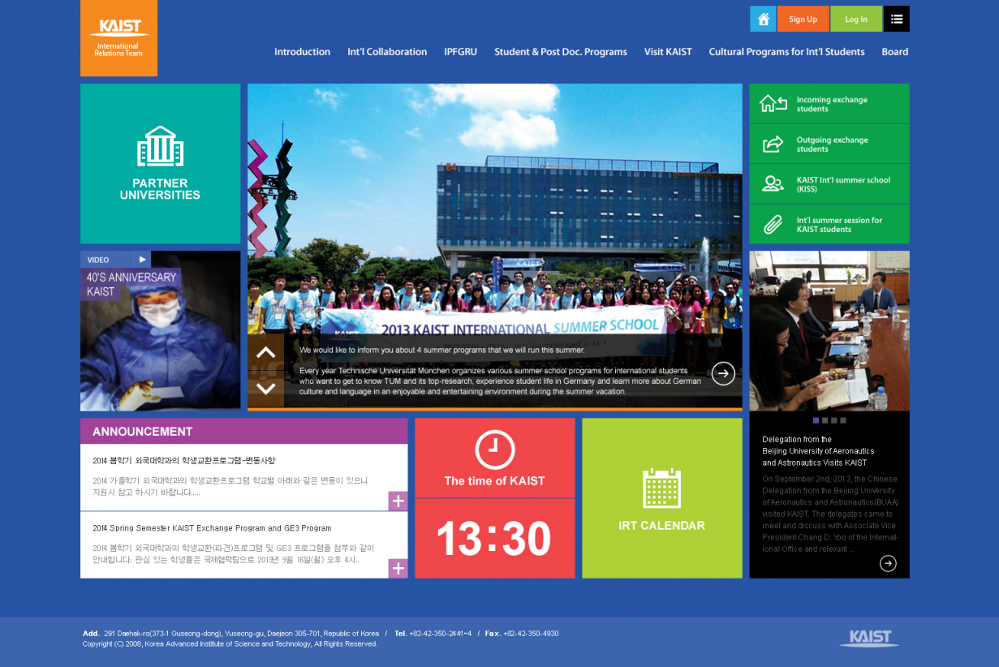 KAIST
International
Relations Team
Sign Up
Log In
Introduction
Int'l Collaboration
IPFGRU
Student & Post Doc. Programs
Visit KAIST
Cultural Programs for Int'l Students
Board
PARTNER
UNIVERSITIES
VIDEO
40'S ANNIVERSARY
KAIST
E4
KAIST
2013 KAIST INTERNATIONAL SUMMER SCHOOL
We would like to inform you about 4 summer programs that we will run this summer.
Every year Technische Universität München organizes various summer school programs for international students
who want to get to know TUM and its top-research, experience student life in Germany and learn more about German
culture and language in an enjoyable and entertaining environment during the summer vacation.
Incoming exchange
students
Outgoing exchange
students
KAIST Int'l summer school
(KISS)
Int'l summer session for
KAIST students
Delegation from the
Beijing University of Aeronautics
and Astronautics Visits KAIST
On September 2nd, 2013, the Chinese
Delegation from the Beijing University
of Aeronautics and Astronautics(BUAA)
visited KAIST. The delegates came to
meet and discuss with Associate Vice
President Chang D. Yoo of the Internat-
ional Office and relevant ...
ANNOUNCEMENT
2014 봄학기 외국대학과의 학생교환프로그램-변동사항
2014 가을학기 외국대학과의 학생교환프로그램 학교별 아래와 같은 변동이 있으니
지원시 참고 하시기 바랍니다.....
2014 Spring Semester KAIST Exchange Program and GE3 Program
2014 봄학기 외국대학과의 학생교환(파견)프로그램 및 GE3 프로그램을 첨부와 같이
안내합니다. 관심 있는 학생들은 국제협력팀으로 2013년 9월 16일(월) 오후 4시..
The time of KAIST
13:30
IRT CALENDAR
Add. 291 Daehak-ro(373-1 Guseong-dong), Yuseong-gu, Daejeon 305-701, Republic of Korea / Tel. +82-42-350-2441~4 / Fax. +82-42-350-4930
Copyright (C) 2008, Korea Advanced Institute of Science and Technology, All Rights Reserved.
KAIST